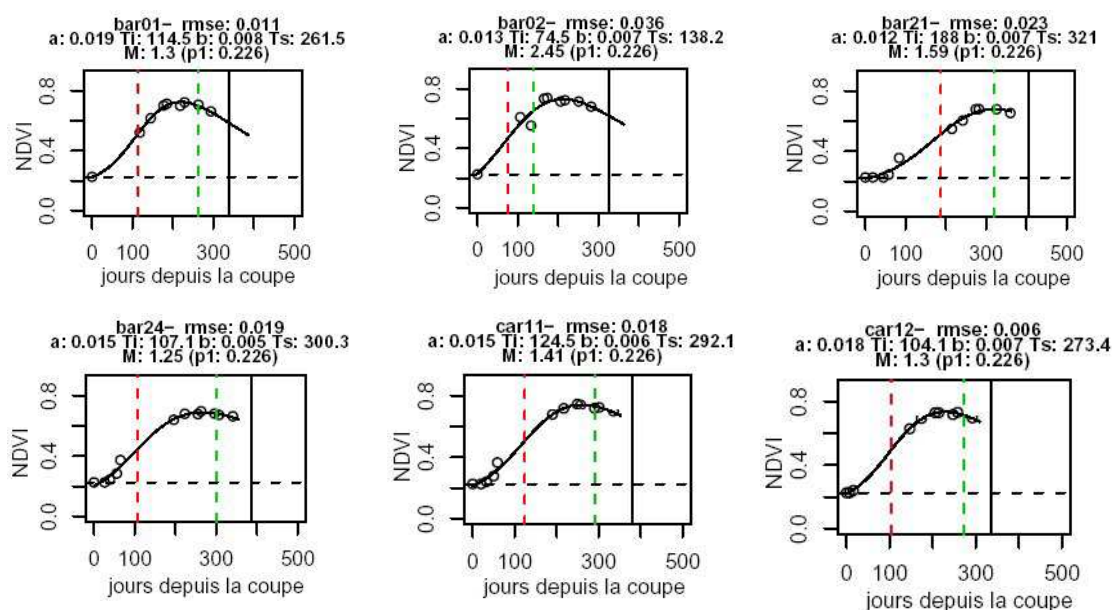 bar01− rmse: 0.011
a: 0.019 Ti: 114.5 b: 0.008 Ts: 261.5
M: 1.3 (p1: 0.226)
NDVI
0.8
0.4
0.0
0 100 300 500
jours depuis la coupe
bar02− rmse: 0.036
a: 0.013 Ti: 74.5 b: 0.007 Ts: 138.2
M: 2.45 (p1: 0.226)
NDVI
0.8
0.4
0.0
0 100 300 500
jours depuis la coupe
bar21− rmse: 0.023
a: 0.012 Ti: 188 b: 0.007 Ts: 321
M: 1.59 (p1: 0.226)
NDVI
0.8
0.4
0.0
0 100 300 500
jours depuis la coupe
bar24− rmse: 0.019
a: 0.015 Ti: 107.1 b: 0.005 Ts: 300.3
M: 1.25 (p1: 0.226)
NDVI
0.8
0.4
0.0
0 100 300 500
jours depuis la coupe
car11− rmse: 0.018
a: 0.015 Ti: 124.5 b: 0.006 Ts: 292.1
M: 1.41 (p1: 0.226)
NDVI
0.8
0.4
0.0
0 100 300 500
jours depuis la coupe
car12− rmse: 0.006
a: 0.018 Ti: 104.1 b: 0.007 Ts: 273.4
M: 1.3 (p1: 0.226)
NDVI
0.8
0.4
0.0
0 100 300 500
jours depuis la coupe